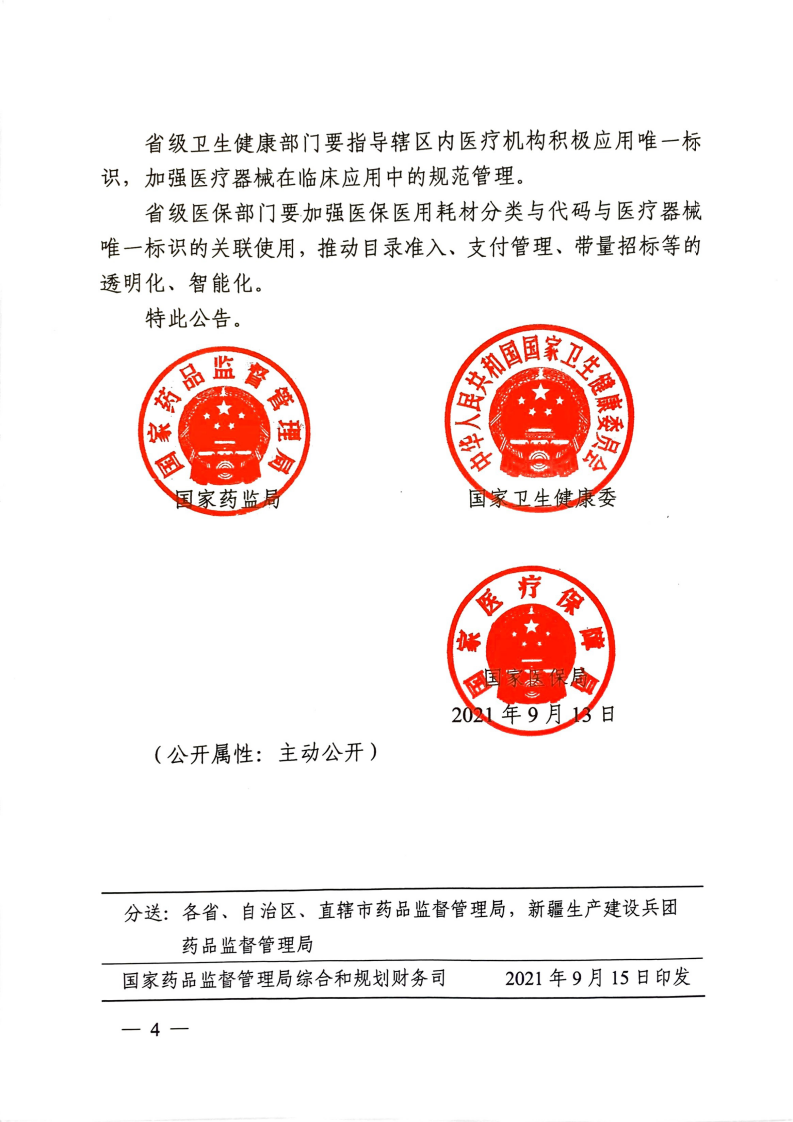 省级卫生健康部门要指导辖区内医疗机构积极应用唯一标
识，加强医疗器械在临床应用中的规范管理。
省级医保部门要加强医保医用耗材分类与代码与医疗器械
唯一标识的关联使用，推动目录准入、支付管理、带量招标等的
透明化、智能化。
特此公告。
国家药品监督管理局
国家药监局
中华人民共和国国家卫生健康委员会
国家卫生健康委
国家医疗保障局
国家医保局
2021年9月13日
（公开属性：主动公开）
分送：各省、自治区、直辖市药品监督管理局，新疆生产建设兵团
药品监督管理局
国家药品监督管理局综合和规划财务司 2021年9月15日印发
— 4 —